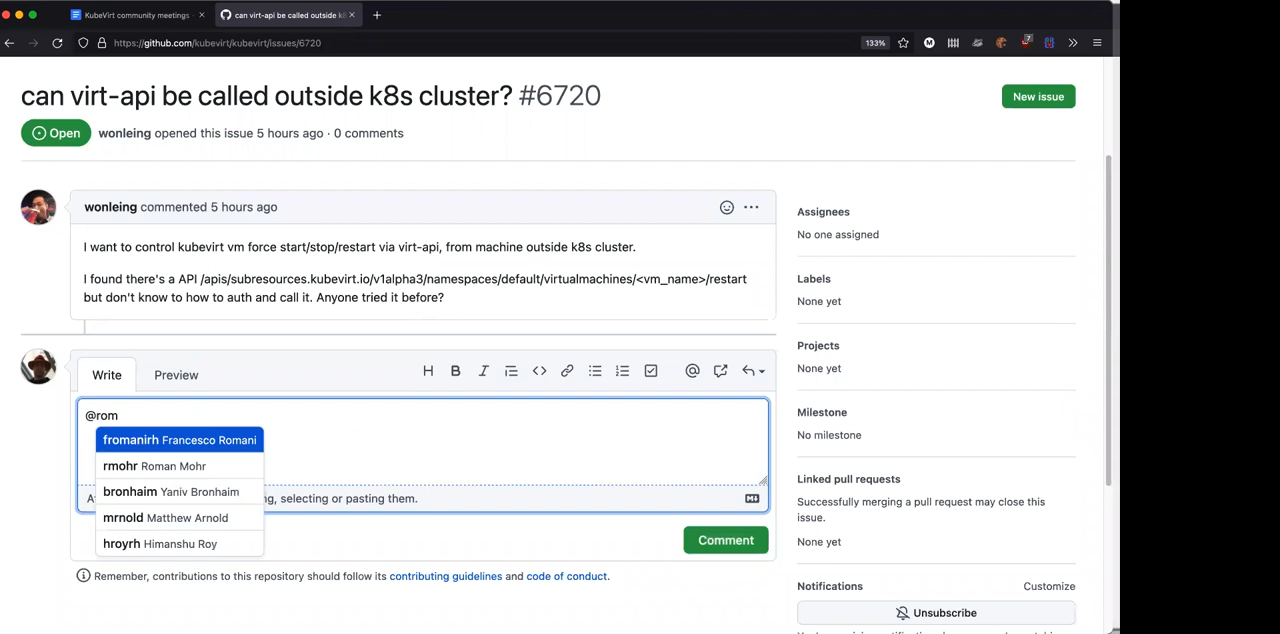 KubeVirt community meetings
can virt-api be called outside k8
https://github.com/kubevirt/kubevirt/issues/6720
133%
7
can virt-api be called outside k8s cluster? #6720
New issue
Open
wonleing opened this issue 5 hours ago · 0 comments
wonleing commented 5 hours ago
I want to control kubevirt vm force start/stop/restart via virt-api, from machine outside k8s cluster.
I found there's a API /apis/subresources.kubevirt.io/v1alpha3/namespaces/default/virtualmachines/<vm_name>/restart
but don't know to how to auth and call it. Anyone tried it before?
Write
Preview
@rom
fromanirh Francesco Romani
rmohr Roman Mohr
bronhaim Yaniv Bronhaim
mrnold Matthew Arnold
hroyrh Himanshu Roy
selecting or pasting them.
Comment
Remember, contributions to this repository should follow its contributing guidelines and code of conduct.
Assignees
No one assigned
Labels
None yet
Projects
None yet
Milestone
No milestone
Linked pull requests
Successfully merging a pull request may close this
issue.
None yet
Notifications
Customize
Unsubscribe